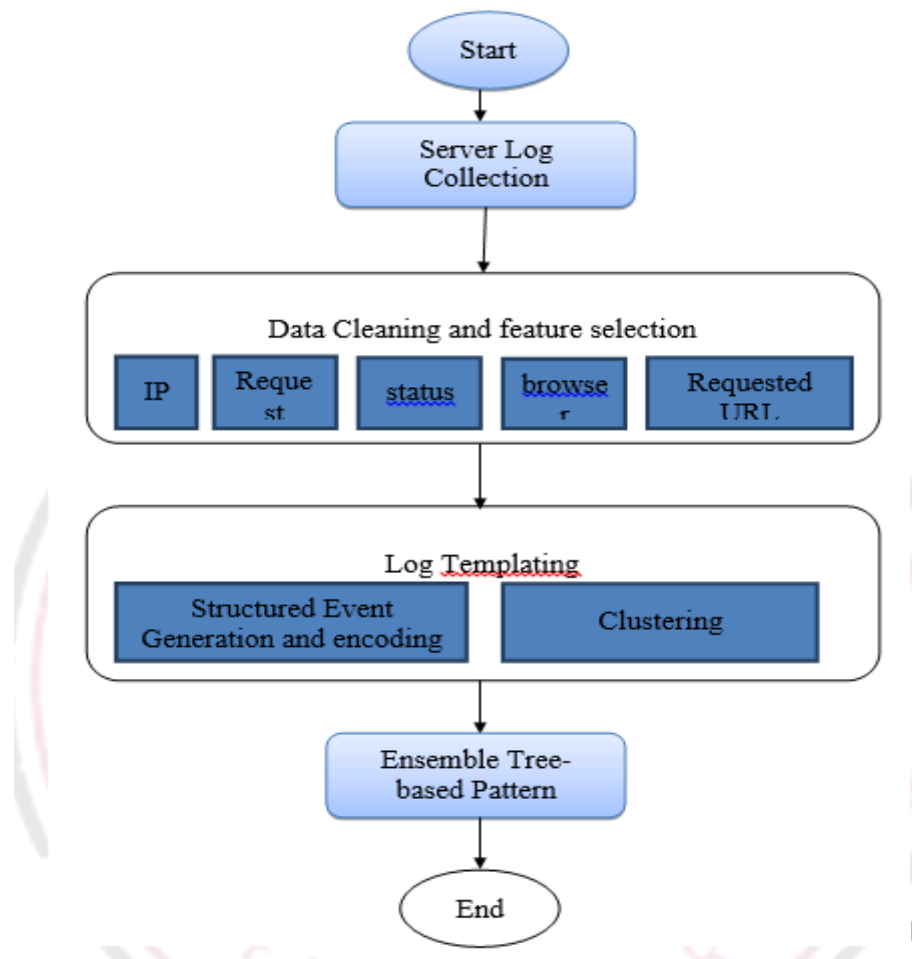 Start
Server Log
Collection
Data Cleaning and feature selection
IP
Reque
st
status
browse
r
Requested
URL
Log Templating
Structured Event
Generation and encoding
Clustering
Ensemble Tree-
based Pattern
End